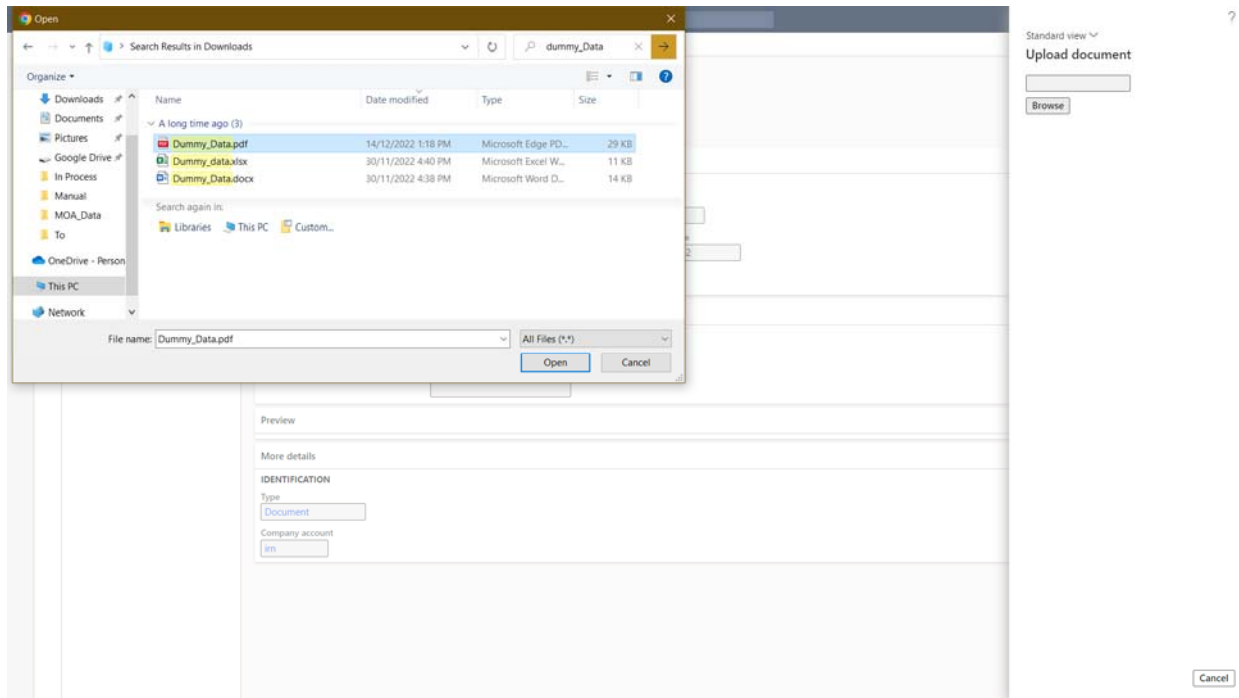 Open
Search Results in Downloads
dummy_Data
Organize
Downloads
Documents
Pictures
Google Drive
In Process
Manual
MOA_Data
To
OneDrive - Person
This PC
Network
Name Date modified Type Size
A long time ago (3)
Dummy_Data.pdf 14/12/2022 1:18 PM Microsoft Edge PD... 29 KB
Dummy_data.xlsx 30/11/2022 4:40 PM Microsoft Excel W... 11 KB
Dummy_Data.docx 30/11/2022 4:38 PM Microsoft Word D... 14 KB
Search again in:
Libraries This PC Custom...
File name: Dummy_Data.pdf All Files (*.*)
Open Cancel
2
Preview
More details
IDENTIFICATION
Type
Document
Company account
?
Standard view
Upload document
Browse
Cancel